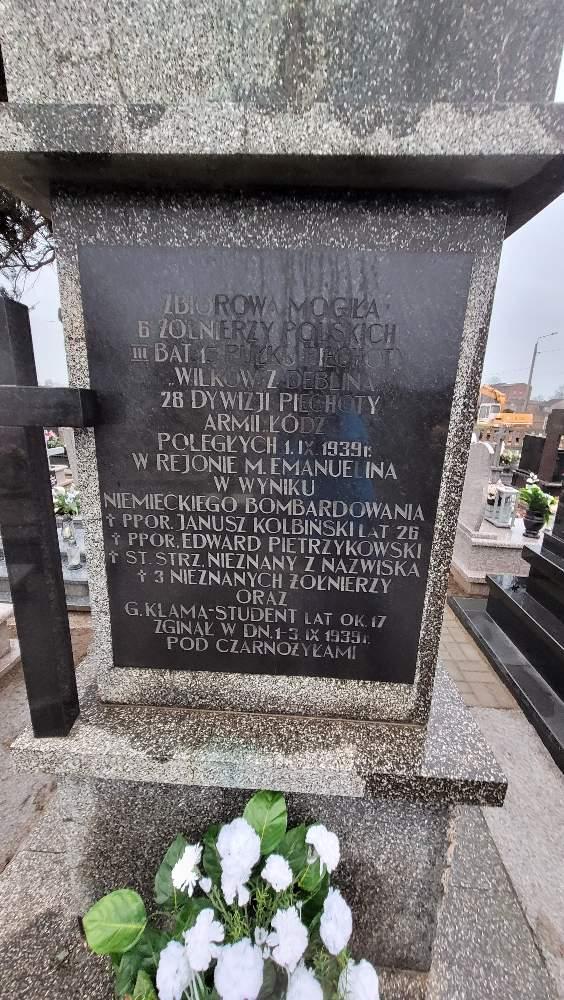 ZBIOROWA MOGIŁA
6 ŻOŁNIERZY POLSKICH
III BAT. 15 PUŁKU PIECHOTY
„WILKÓW" Z DĘBLINA
28 DYWIZJI PIECHOTY
ARMII ŁÓDŹ
POLEGŁYCH 1.IX.1939r.
W REJONIE M.EMANUELINA
W WYNIKU
NIEMIECKIEGO BOMBARDOWANIA
† PPOR. JANUSZ KOLBIŃSKI LAT 26
† PPOR. EDWARD PIETRZYKOWSKI
† ST. STRZ. NIEZNANY Z NAZWISKA
† 3 NIEZNANYCH ŻOŁNIERZY
ORAZ
G. KLAMA-STUDENT LAT OK. 17
ZGINAŁ W DN. 1-3.IX 1939r.
POD CZARNOŻYŁAMI